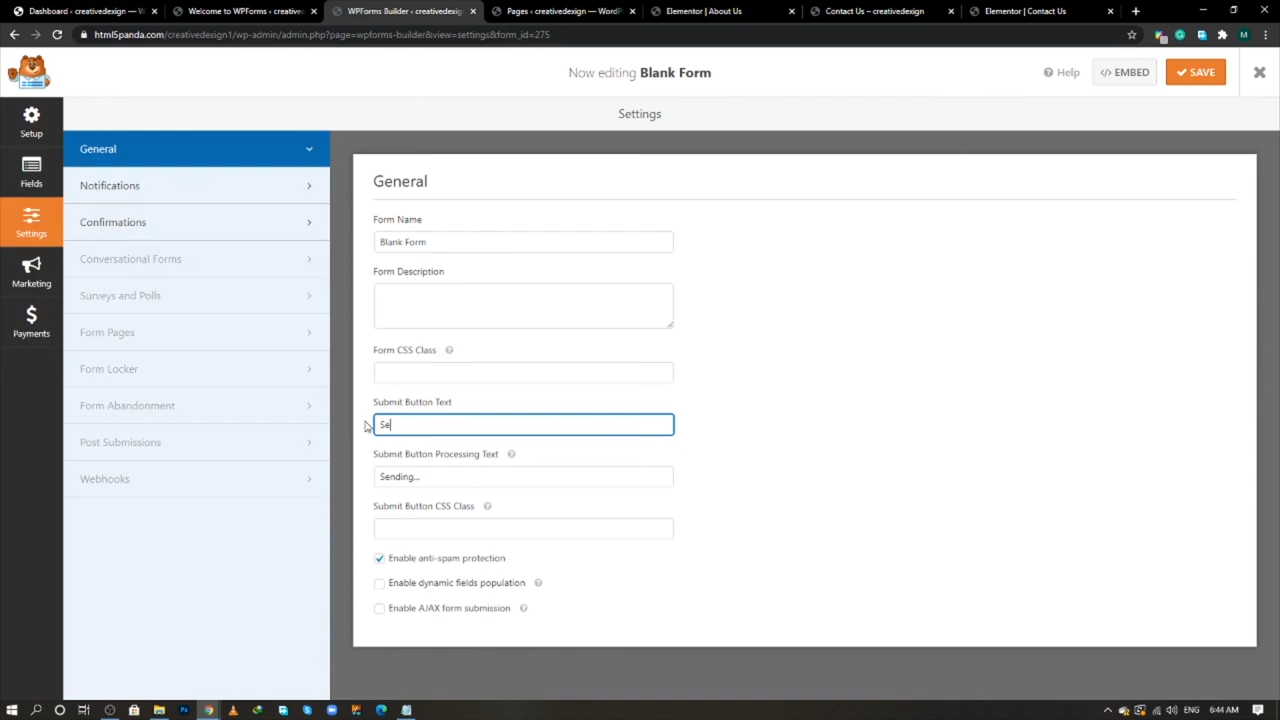 Dashboard ‹ creativedexign — W
Welcome to WPForms ‹ creativede
WPForms Builder ‹ creativedexign
Pages ‹ creativedexign — WordP
Elementor | About Us
Contact Us – creativedexign
Elementor | Contact Us
html5panda.com/creativedexign1/wp-admin/admin.php?page=wpforms-builder&view=settings&form_id=275
M
Now editing Blank Form
Help
</> EMBED
SAVE
Settings
Setup
Fields
Settings
Marketing
Payments
General
Notifications
Confirmations
Conversational Forms
Surveys and Polls
Form Pages
Form Locker
Form Abandonment
Post Submissions
Webhooks
General
Form Name
Blank Form
Form Description
Form CSS Class
Submit Button Text
Se
Submit Button Processing Text
Sending...
Submit Button CSS Class
Enable anti-spam protection
Enable dynamic fields population
Enable AJAX form submission
ENG
6:44 AM